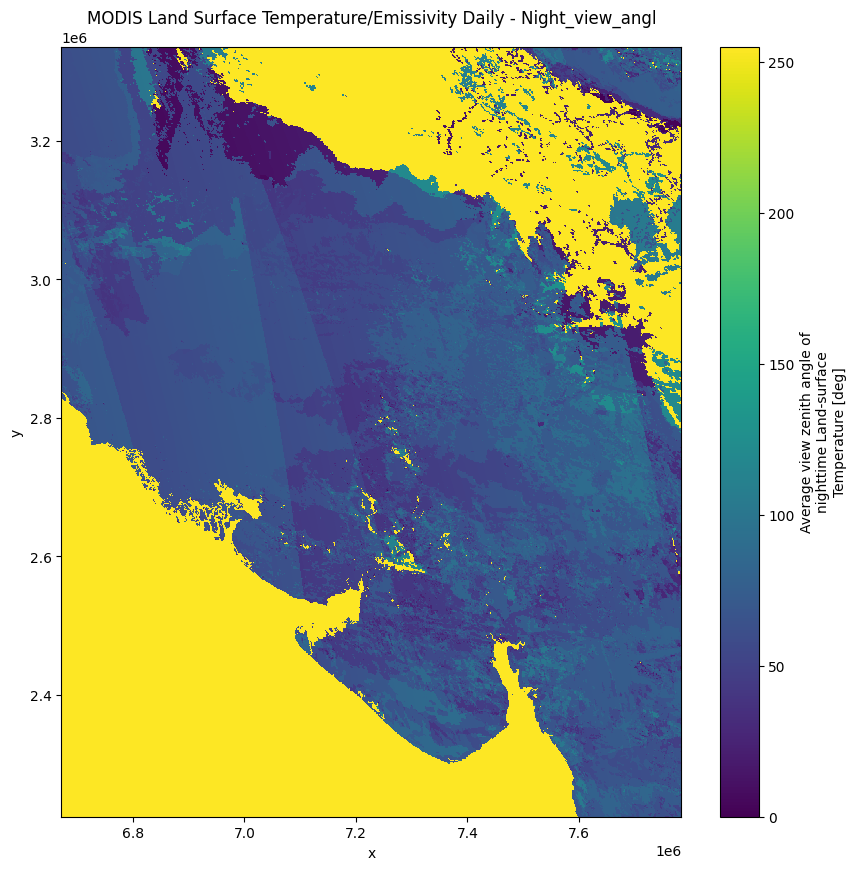 MODIS Land Surface Temperature/Emissivity Daily - Night_view_angl
1e6
3.2
3.0
2.8
2.6
2.4
y
6.8
7.0
7.2
7.4
7.6
x
1e6
250
200
150
100
50
0
Average view zenith angle of
nighttime Land-surface
Temperature [deg]